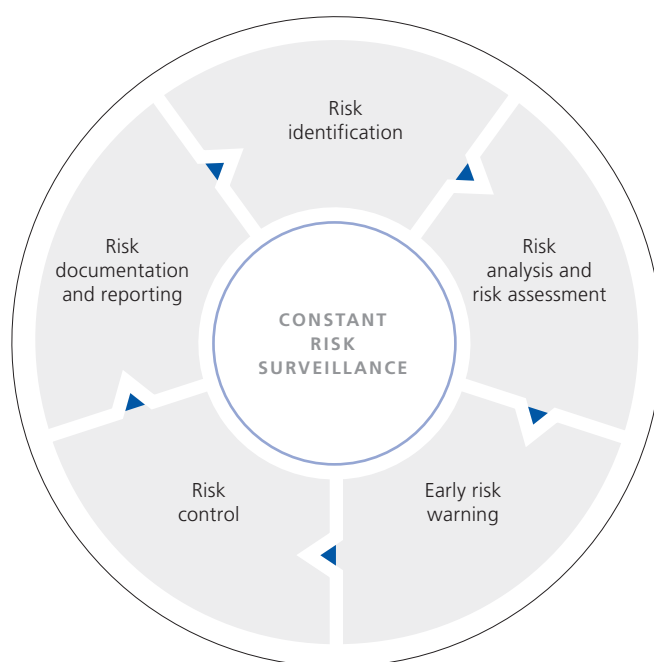 Risk
identification
Risk
analysis and
risk assessment
Early risk
warning
Risk
control
Risk
documentation
and reporting
CONSTANT
RISK
SURVEILLANCE